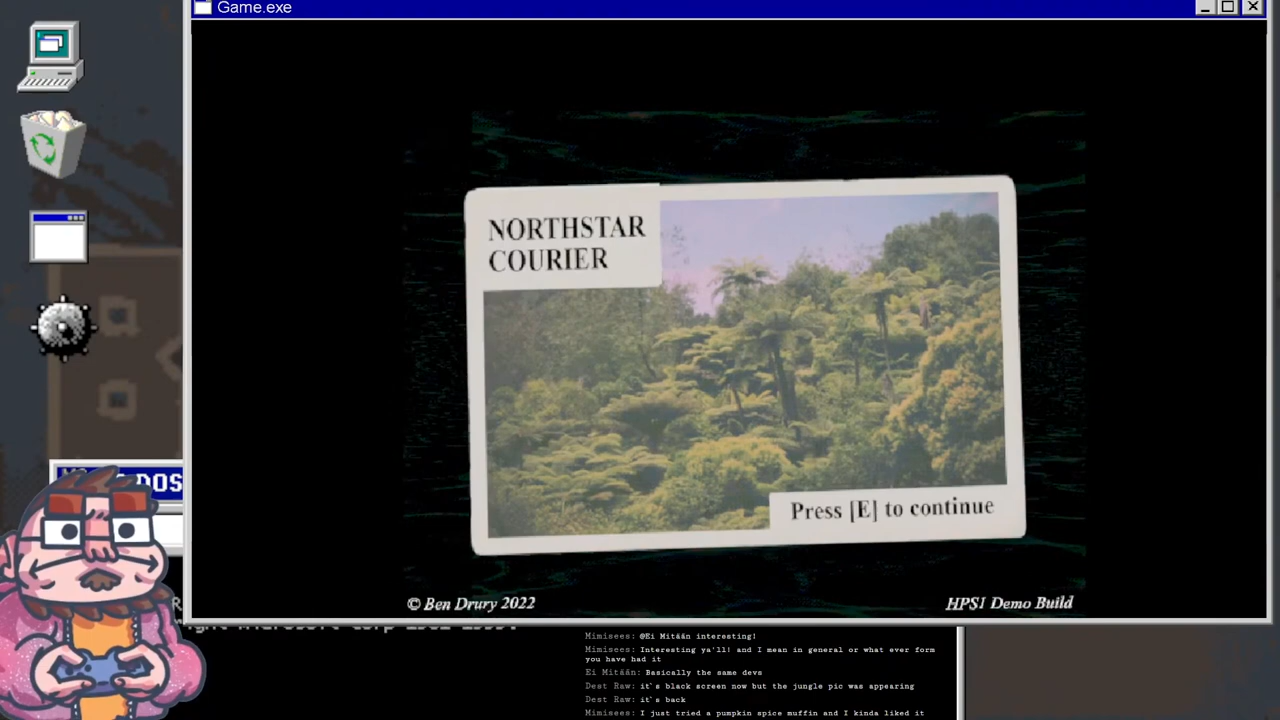 Game.exe
NORTHSTAR
COURIER
Press [E] to continue
© Ben Drury 2022
HPS1 Demo Build
DOS
Mimisees: @Ei Mitään interesting!
Mimisees: Interesting ya'll! and I mean in general or what ever form
you have had it
Ei Mitään: Basically the same devs
Dest Raw: it's black screen now but the jungle pic was appearing
Dest Raw: it's back
Mimisees: I just tried a pumpkin spice muffin and I kinda liked it